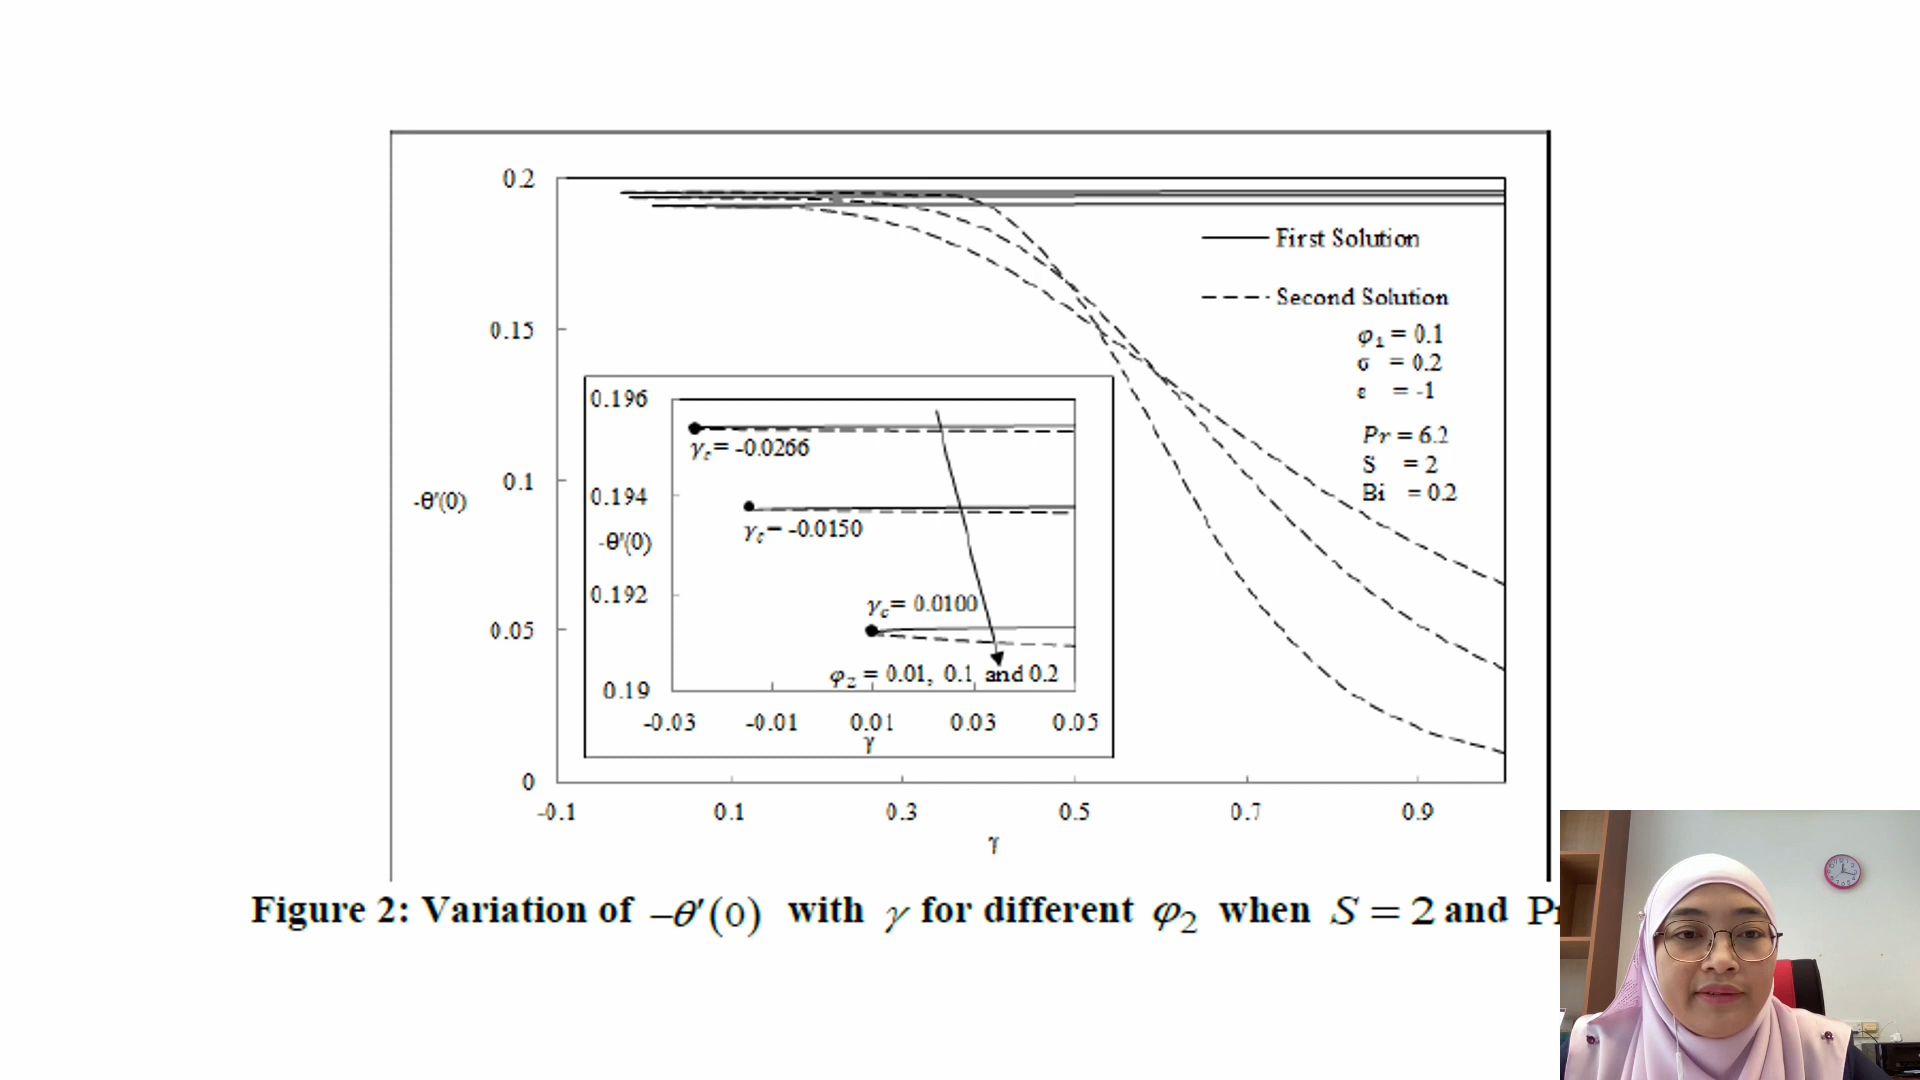 0.2
0.15
0.1
0.05
0
-θ'(0)
-0.1 0.1 0.3 0.5 0.7 0.9
γ
First Solution
Second Solution
φ₁ = 0.1
σ = 0.2
ε = -1
Pr = 6.2
S = 2
Bi = 0.2
0.196
0.194
-θ'(0)
0.192
0.19
γc = -0.0266
γc = -0.0150
γc = 0.0100
φ₂ = 0.01, 0.1 and 0.2
-0.03 -0.01 0.01 0.03 0.05
γ
Figure 2: Variation of −θ′(0) with γ for different φ₂ when S = 2 and